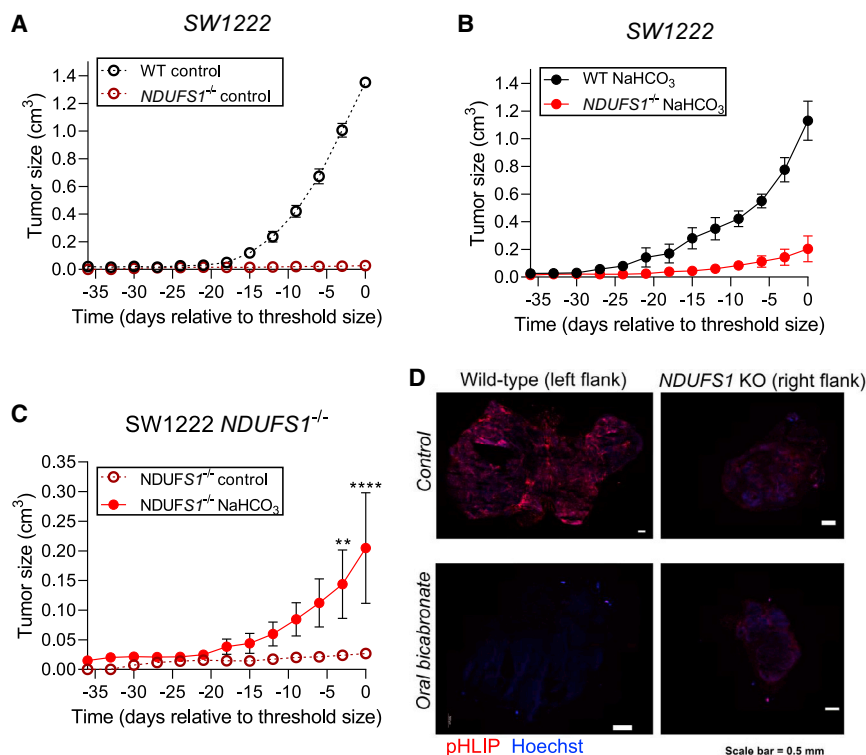 A
SW1222
WT control
NDUFS1-/- control
Tumor size (cm3)
1.4
1.2
1.0
0.8
0.6
0.4
0.2
0.0
-35 -30 -25 -20 -15 -10 -5 0
Time (days relative to threshold size)
B
SW1222
WT NaHCO3
NDUFS1-/- NaHCO3
Tumor size (cm3)
1.4
1.2
1.0
0.8
0.6
0.4
0.2
0.0
-35 -30 -25 -20 -15 -10 -5 0
Time (days relative to threshold size)
C
SW1222 NDUFS1-/-
NDUFS1-/- control
NDUFS1-/- NaHCO3
Tumor size (cm3)
0.35
0.30
0.25
0.20
0.15
0.10
0.05
0.00
**
****
-35 -30 -25 -20 -15 -10 -5 0
Time (days relative to threshold size)
D
Wild-type (left flank) NDUFS1 KO (right flank)
Control
Oral bicabronate
pHLIP Hoechst
Scale bar = 0.5 mm